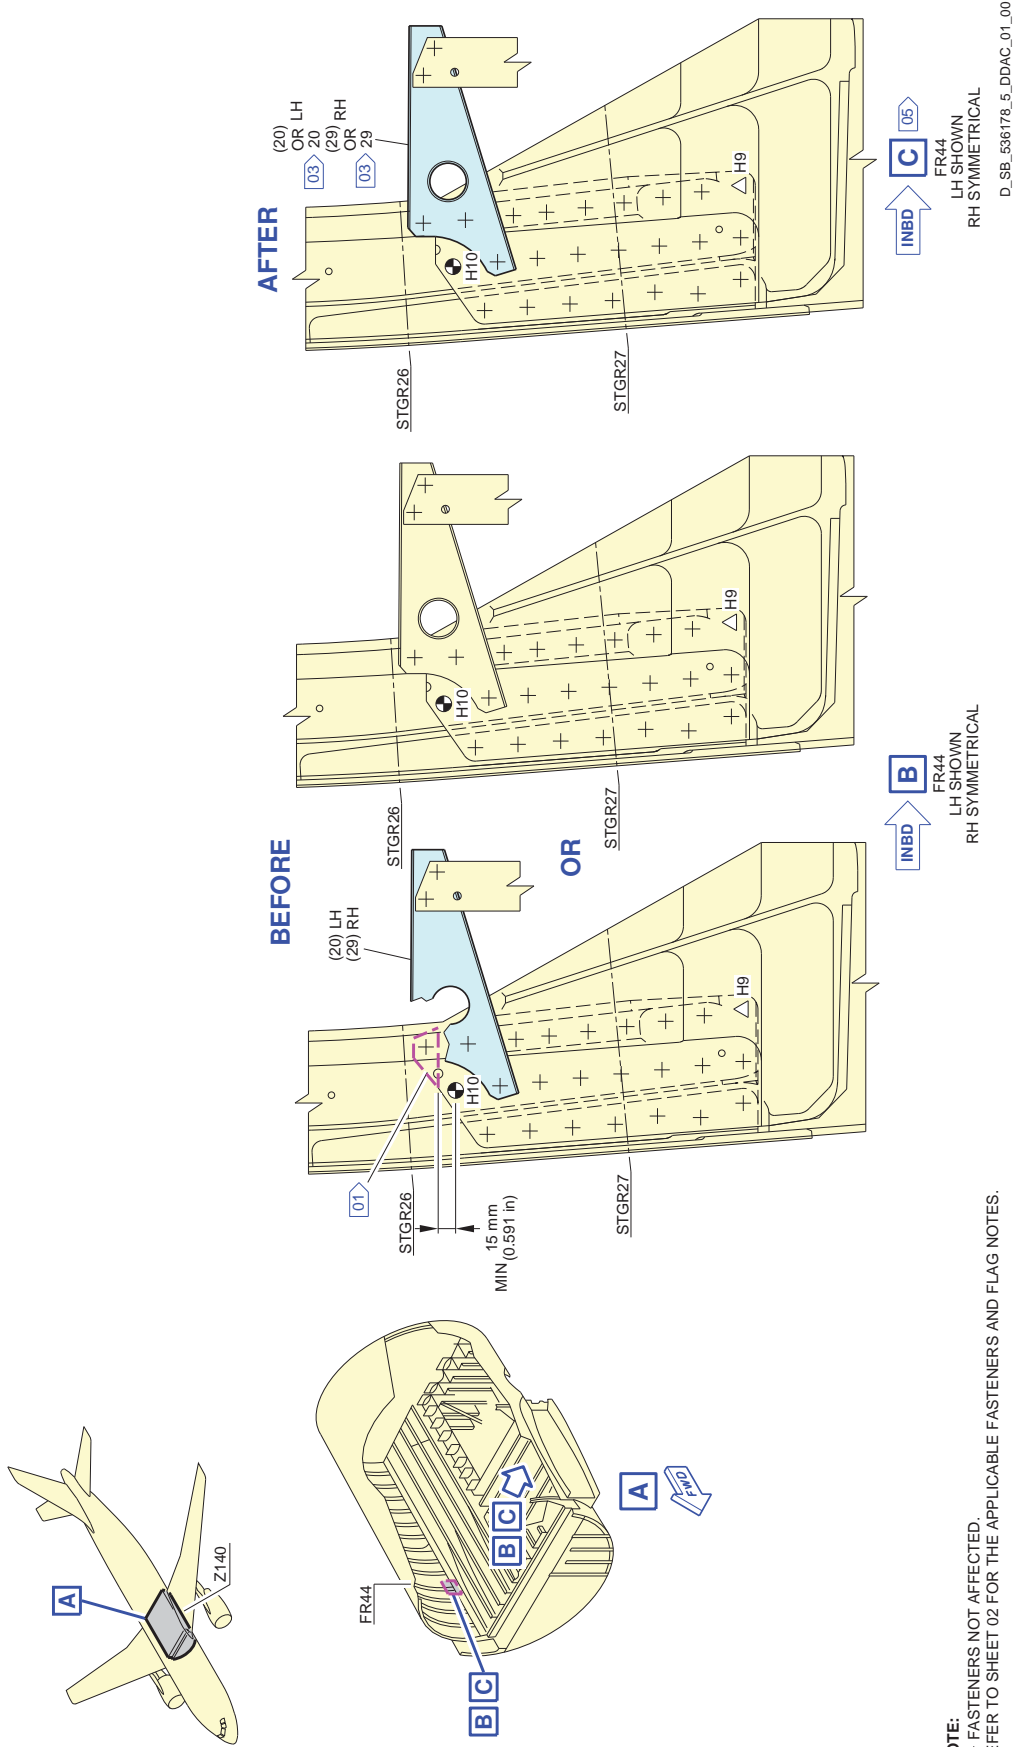 A
Z140
FR44
B C
B C
A
FWD
BEFORE
(20) LH
(29) RH
01
STGR26
H10
15 mm
MIN (0.591 in)
H9
STGR27
OR
STGR26
H10
H9
STGR27
INBD
B
FR44
LH SHOWN
RH SYMMETRICAL
AFTER
(20)
OR LH
03 20
(29) RH
OR
03 29
STGR26
H10
H9
STGR27
INBD
C 05
FR44
LH SHOWN
RH SYMMETRICAL
FASTENERS NOT AFFECTED.
TO SHEET 02 FOR THE APPLICABLE FASTENERS AND FLAG NOTES.
D_SB_536178_5_DDAC_01_00